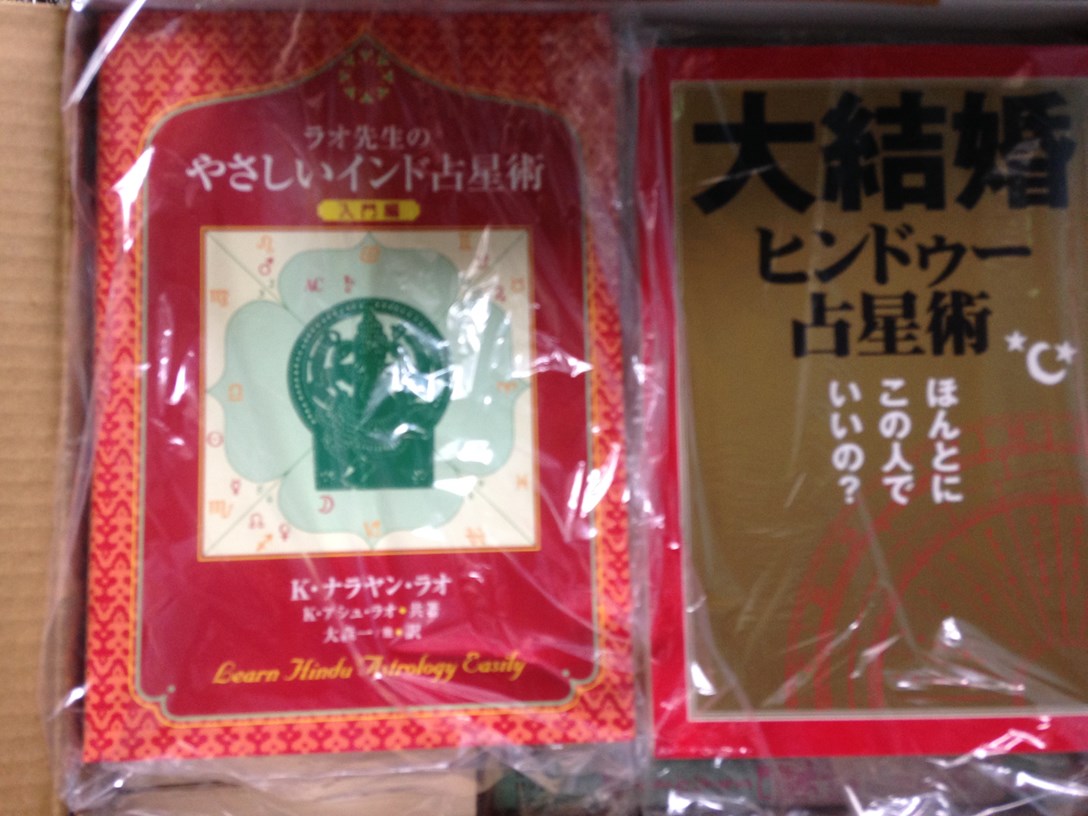 ラオ先生の
やさしいインド占星術
入門編
K・ナラヤン・ラオ
K・アシュ・ラオ・共著
訳
Learn Hindu Astrology Easily
大結婚
ヒンドゥー
占星術
ほんとに
この人で
いいの？